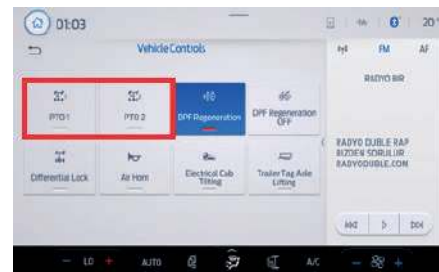 01:03
20°
Vehicle Controls
FM
AF
RADYO BIR
PTO 1
PTO 2
DPF Regeneration
DPF Regeneration
OFF
RADYO DUBLE RAP
BIZDEN SORULUR
RADYODUBLE.COM
Differential Lock
Air Horn
Electrical Cab
Tilting
Trailer Tag Axle
Lifting
LO
AUTO
A/C